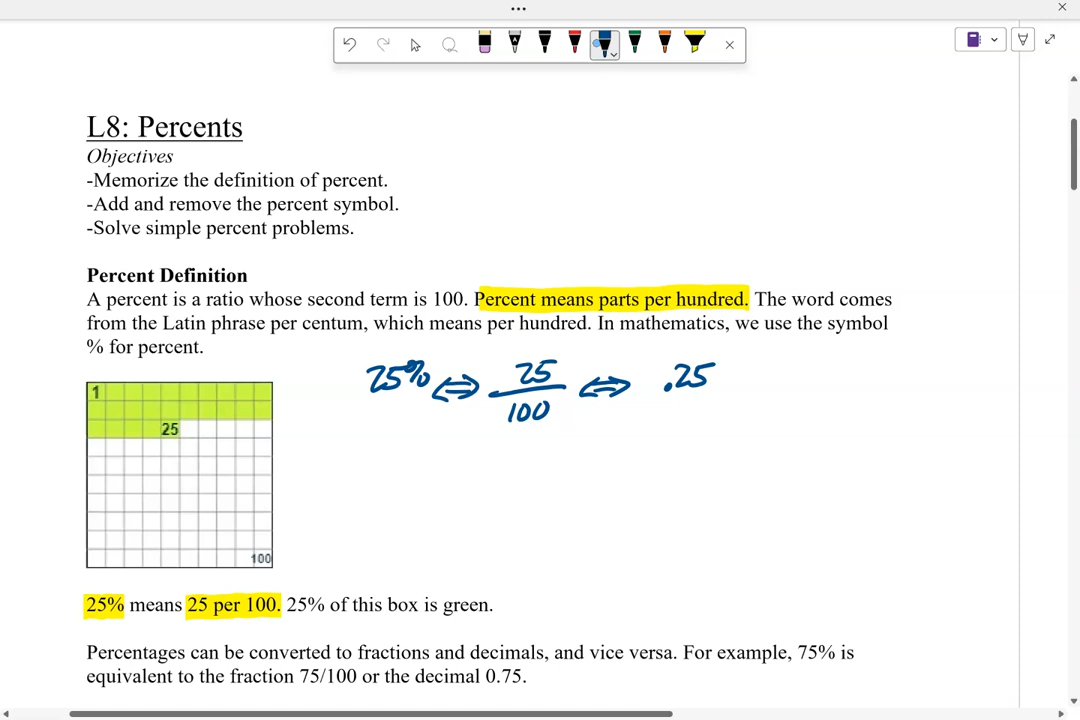 L8: Percents
Objectives
-Memorize the definition of percent.
-Add and remove the percent symbol.
-Solve simple percent problems.
Percent Definition
A percent is a ratio whose second term is 100. Percent means parts per hundred. The word comes
from the Latin phrase per centum, which means per hundred. In mathematics, we use the symbol
% for percent.
25% ⇔ 25/100 ⇔ .25
1
25
100
25% means 25 per 100. 25% of this box is green.
Percentages can be converted to fractions and decimals, and vice versa. For example, 75% is
equivalent to the fraction 75/100 or the decimal 0.75.